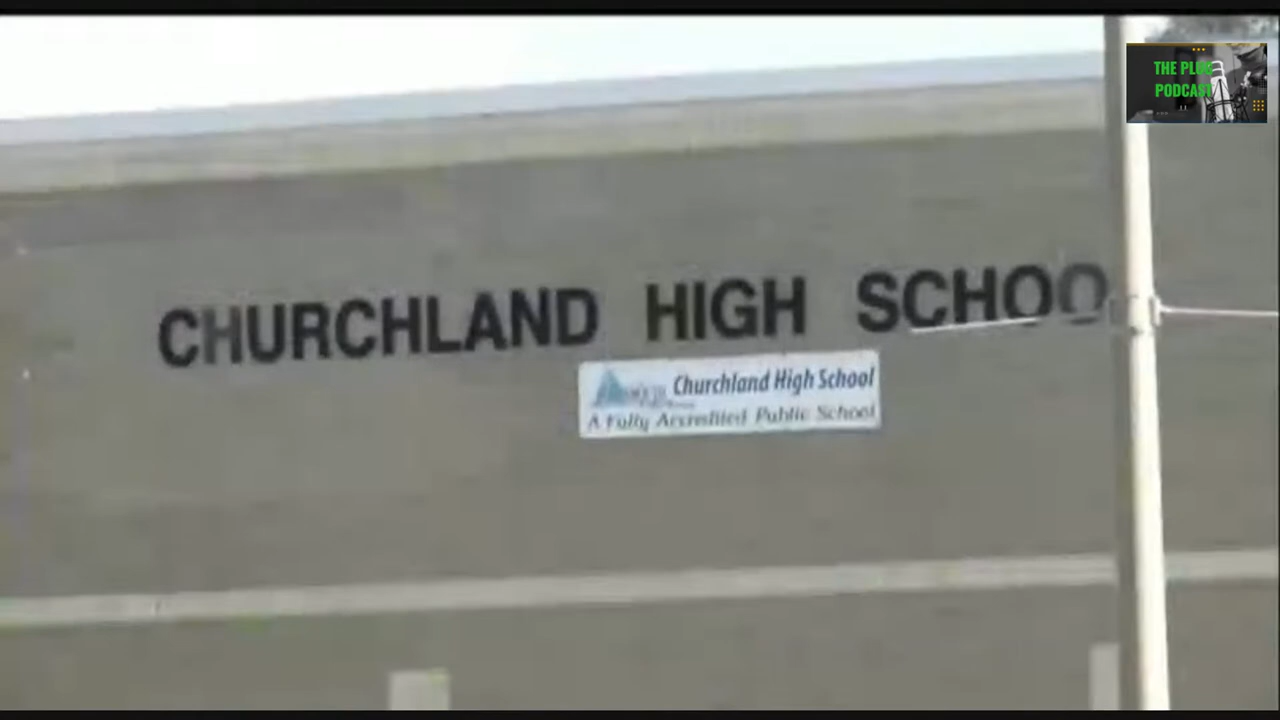 THE PLUG
PODCAST
CHURCHLAND HIGH SCHOO
Churchland High School
A Fully Accredited Public School